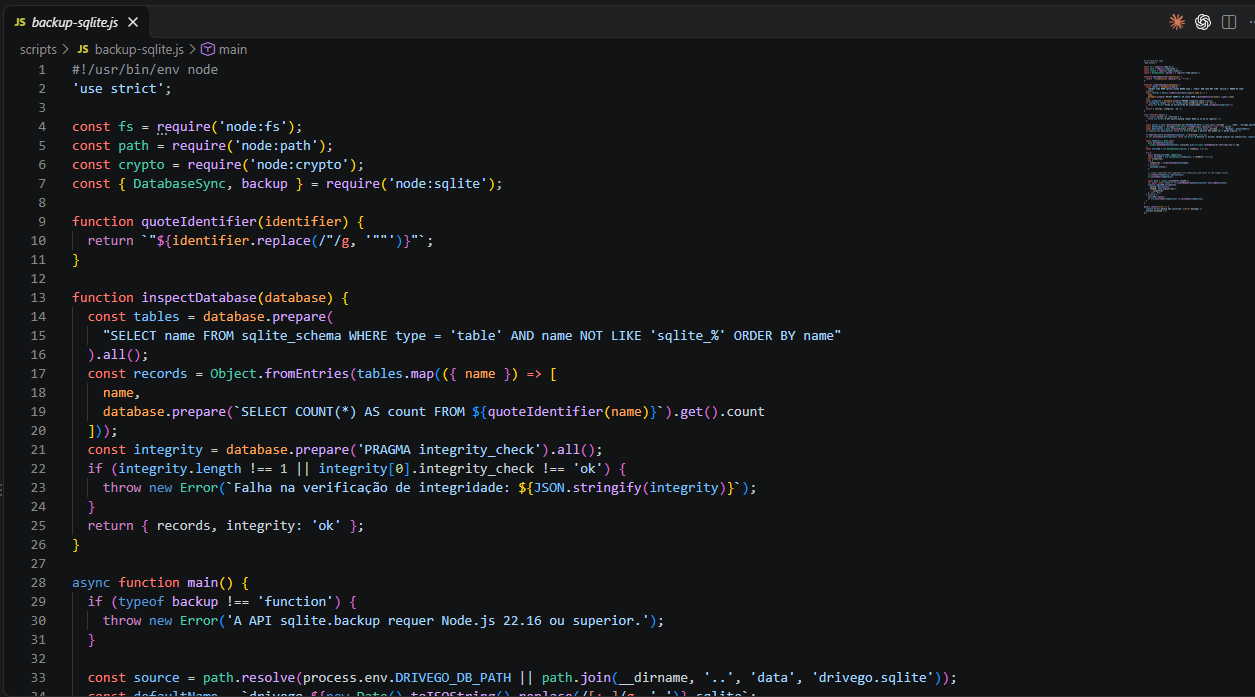 JS backup-sqlite.js
scripts > JS backup-sqlite.js > main
1 #!/usr/bin/env node
2 'use strict';
3
4 const fs = require('node:fs');
5 const path = require('node:path');
6 const crypto = require('node:crypto');
7 const { DatabaseSync, backup } = require('node:sqlite');
8
9 function quoteIdentifier(identifier) {
10   return `"${identifier.replace(/"/g, '""')}"`;
11 }
12
13 function inspectDatabase(database) {
14   const tables = database.prepare(
15     "SELECT name FROM sqlite_schema WHERE type = 'table' AND name NOT LIKE 'sqlite_%' ORDER BY name"
16   ).all();
17   const records = Object.fromEntries(tables.map(({ name }) => [
18     name,
19     database.prepare(`SELECT COUNT(*) AS count FROM ${quoteIdentifier(name)}`).get().count
20   ]));
21   const integrity = database.prepare('PRAGMA integrity_check').all();
22   if (integrity.length !== 1 || integrity[0].integrity_check !== 'ok') {
23     throw new Error(`Falha na verificação de integridade: ${JSON.stringify(integrity)}`);
24   }
25   return { records, integrity: 'ok' };
26 }
27
28 async function main() {
29   if (typeof backup !== 'function') {
30     throw new Error('A API sqlite.backup requer Node.js 22.16 ou superior.');
31   }
32
33   const source = path.resolve(process.env.DRIVEGO_DB_PATH || path.join(__dirname, '..', 'data', 'drivego.sqlite'));
34   const defaultName = `drivego-${new Date().toISOString().replace(